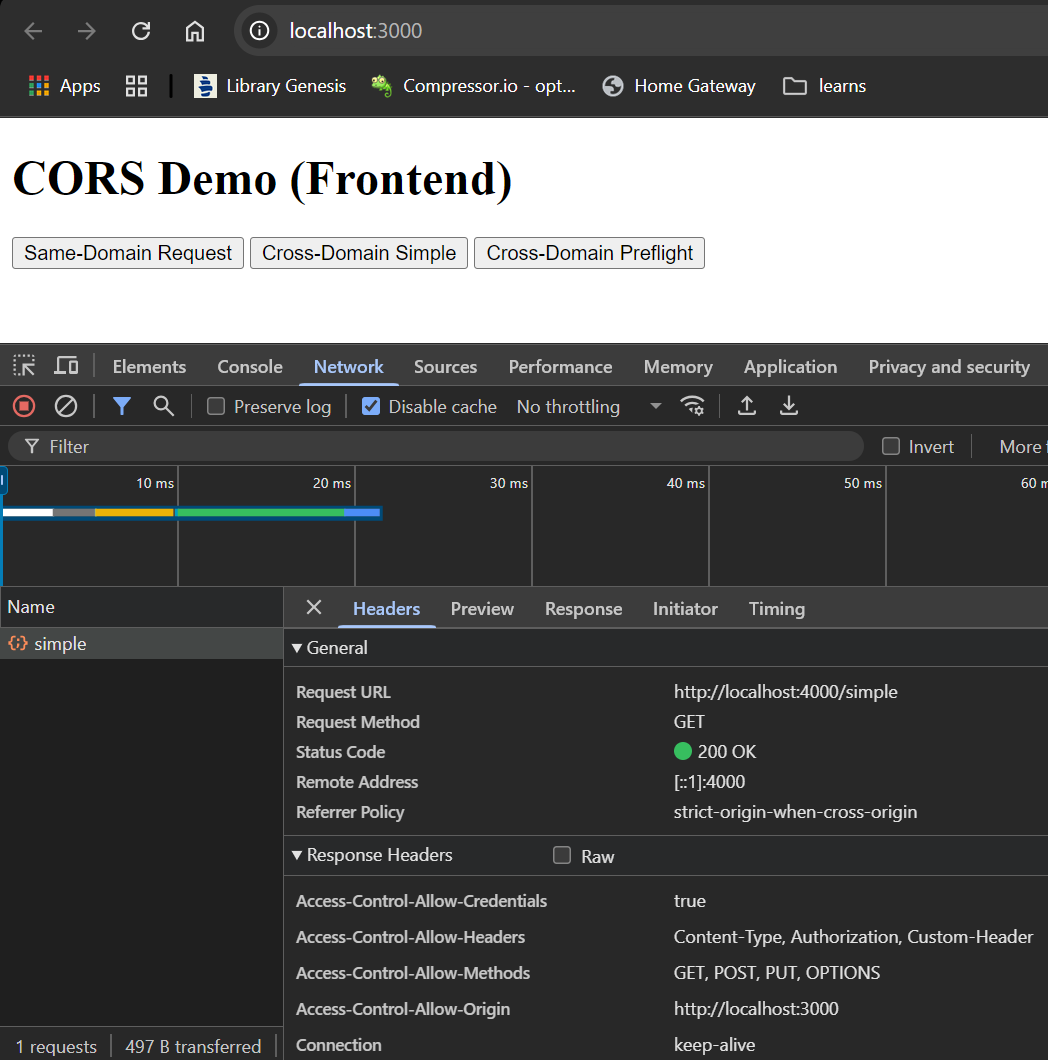 localhost:3000
Apps Library Genesis Compressor.io - opt... Home Gateway learns
CORS Demo (Frontend)
Same-Domain Request Cross-Domain Simple Cross-Domain Preflight
Elements Console Network Sources Performance Memory Application Privacy and security
Preserve log Disable cache No throttling
Filter Invert More
10 ms 20 ms 30 ms 40 ms 50 ms 60 m
Name Headers Preview Response Initiator Timing
{;} simple
General
Request URL http://localhost:4000/simple
Request Method GET
Status Code 200 OK
Remote Address [::1]:4000
Referrer Policy strict-origin-when-cross-origin
Response Headers Raw
Access-Control-Allow-Credentials true
Access-Control-Allow-Headers Content-Type, Authorization, Custom-Header
Access-Control-Allow-Methods GET, POST, PUT, OPTIONS
Access-Control-Allow-Origin http://localhost:3000
Connection keep-alive
1 requests 497 B transferred